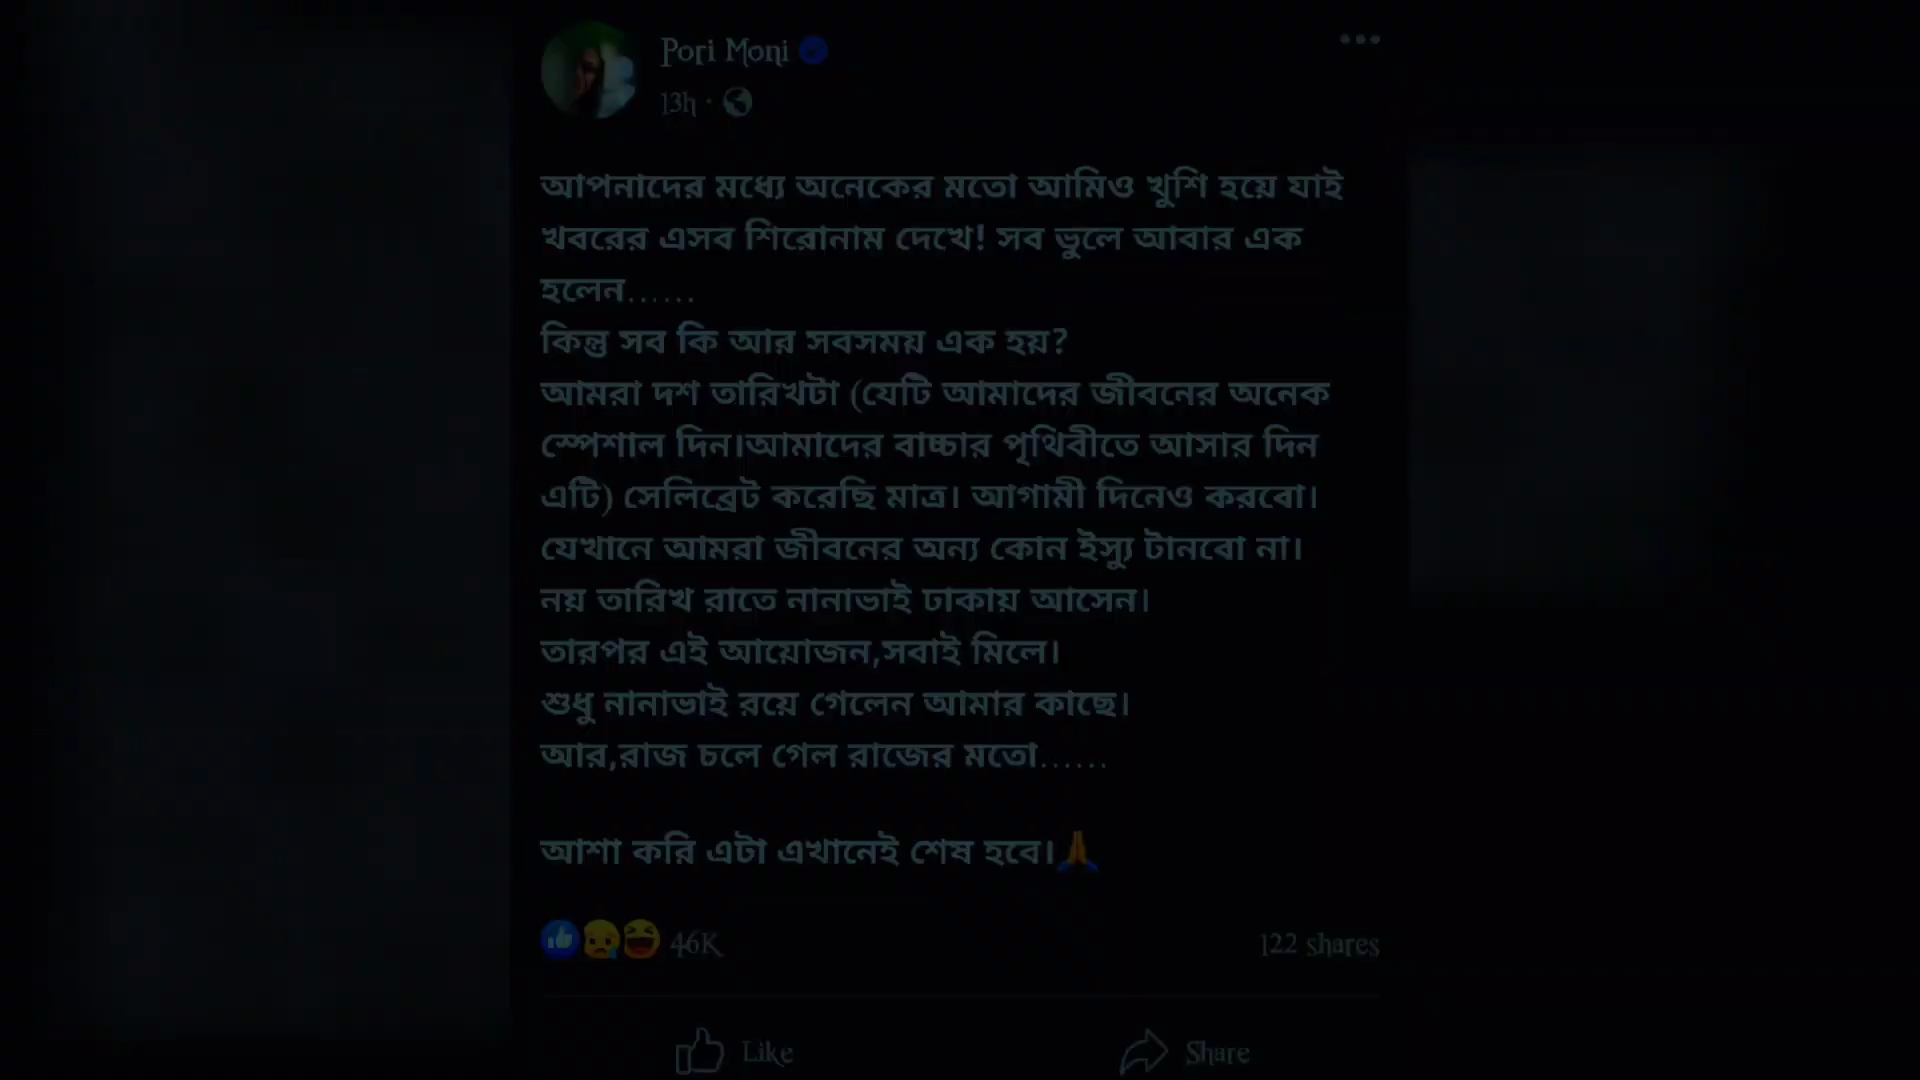 Pori Moni
13h ·
আপনাদের মধ্যে অনেকের মতো আমিও খুশি হয়ে যাই
খবরের এসব শিরোনাম দেখে! সব ভুলে আবার এক
হলেন......
কিন্তু সব কি আর সবসময় এক হয়?
আমরা দশ তারিখটা (যেটি আমাদের জীবনের অনেক
স্পেশাল দিন।আমাদের বাচ্চার পৃথিবীতে আসার দিন
এটি) সেলিব্রেট করেছি মাত্র। আগামী দিনেও করবো।
যেখানে আমরা জীবনের অন্য কোন ইস্যু টানবো না।
নয় তারিখ রাতে নানাভাই ঢাকায় আসেন।
তারপর এই আয়োজন,সবাই মিলে।
শুধু নানাভাই রয়ে গেলেন আমার কাছে।
আর,রাজ চলে গেল রাজের মতো......
আশা করি এটা এখানেই শেষ হবে।🙏
46K
122 shares
Like
Share